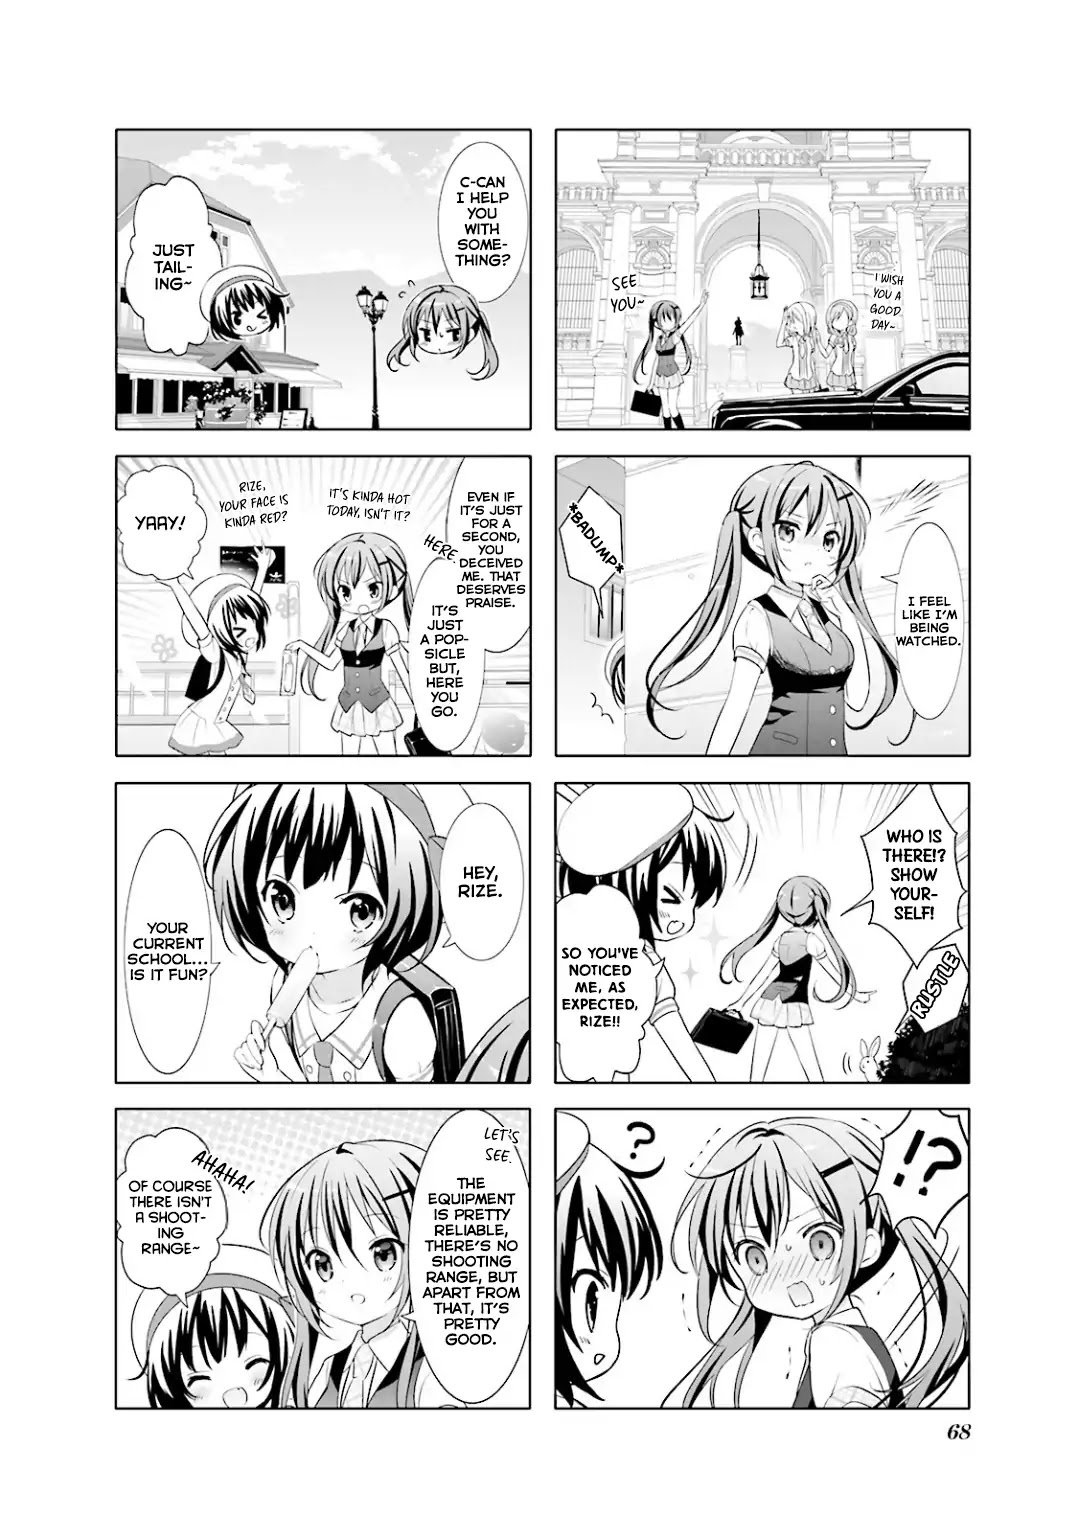 SEE
YOU~
I WISH
YOU A
GOOD
DAY~
I FEEL
LIKE I'M
BEING
WATCHED.
*BADUMP*
WHO IS
THERE!?
SHOW
YOUR-
SELF!
RUSTLE
SO YOU'VE
NOTICED
ME, AS
EXPECTED,
RIZE!!
!?
?
C-CAN
I HELP
YOU
WITH
SOME-
THING?
JUST
TAIL-
ING~
EVEN IF
IT'S JUST
FOR A
SECOND,
YOU
DECEIVED
ME. THAT
DESERVES
PRAISE.
HERE
IT'S
JUST
A POP-
SICLE
BUT,
HERE
YOU
GO.
IT'S KINDA HOT
TODAY, ISN'T IT?
RIZE,
YOUR FACE IS
KINDA RED?
YAAY!
HEY,
RIZE.
YOUR
CURRENT
SCHOOL...
IS IT FUN?
LET'S
SEE.
THE
EQUIPMENT
IS PRETTY
RELIABLE,
THERE'S NO
SHOOTING
RANGE, BUT
APART FROM
THAT, IT'S
PRETTY
GOOD.
AHAHA!
OF COURSE
THERE ISN'T
A SHOOT-
ING
RANGE~
68